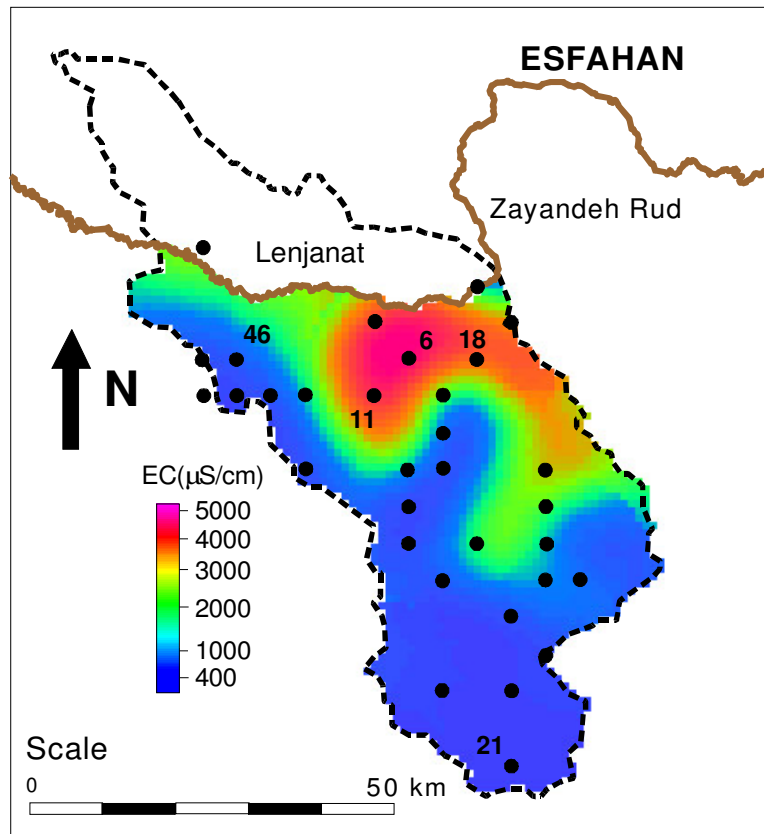 ESFAHAN
Zayandeh Rud
Lenjanat
46
6
18
N
11
EC(µS/cm)
5000
4000
3000
2000
1000
400
21
Scale
0
50 km